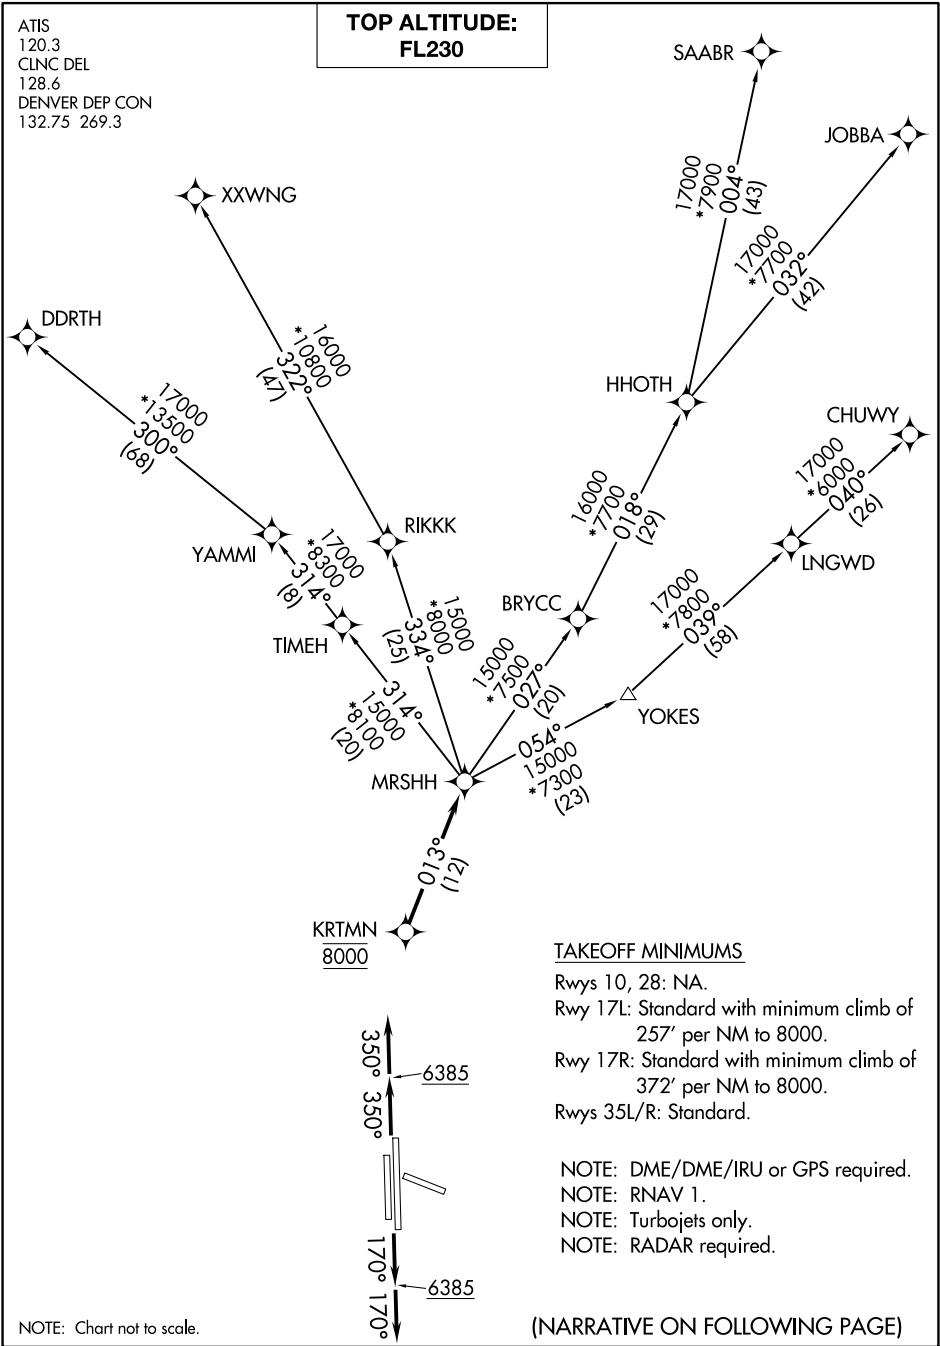 ATIS
120.3
CLNC DEL
128.6
DENVER DEP CON
132.75 269.3
TOP ALTITUDE:
FL230
SAABR
JOBBA
17000
*7900
004°
(43)
17000
*7700
032°
(42)
XXWNG
DDRTH
16000
*10800
322°
(47)
17000
*13500
300°
(68)
HHOTH
CHUWY
17000
*6000
040°
(26)
16000
*7700
018°
(29)
RIKKK
YAMMI
17000
*8300
314°
(8)
LNGWD
BRYCC
17000
*7800
039°
(58)
TIMEH
15000
*8000
334°
(25)
15000
*7500
027°
(20)
314°
15000
*8100
(20)
YOKES
054°
15000
*7300
(23)
MRSHH
013°
(12)
KRTMN
8000
TAKEOFF MINIMUMS
Rwys 10, 28: NA.
Rwy 17L: Standard with minimum climb of
257' per NM to 8000.
Rwy 17R: Standard with minimum climb of
372' per NM to 8000.
Rwys 35L/R: Standard.
350°
6385
350°
NOTE: DME/DME/IRU or GPS required.
NOTE: RNAV 1.
NOTE: Turbojets only.
NOTE: RADAR required.
170°
6385
170°
NOTE: Chart not to scale.
(NARRATIVE ON FOLLOWING PAGE)